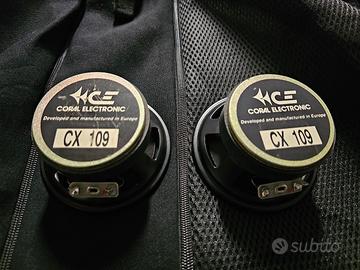 CE
CORAL ELECTRONIC
Developed and manufactured in Europe
CX 109
CE
CORAL ELECTRONIC
Developed and manufactured in Europe
CX 109
subito